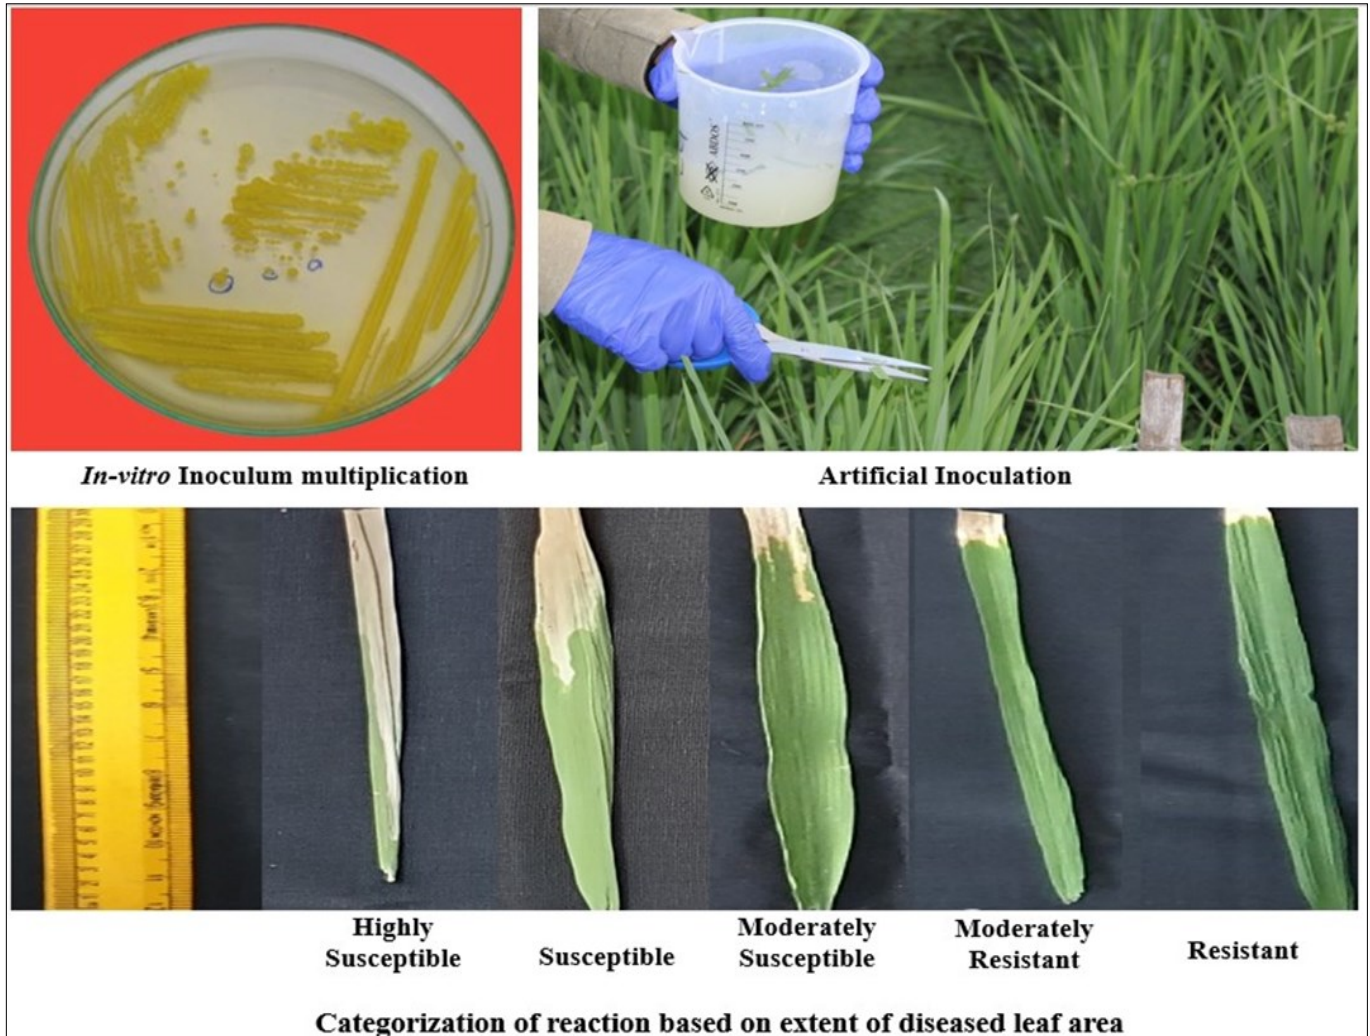 In-vitro Inoculum multiplication
Artificial Inoculation
Highly
Susceptible
Susceptible
Moderately
Susceptible
Moderately
Resistant
Resistant
Categorization of reaction based on extent of diseased leaf area